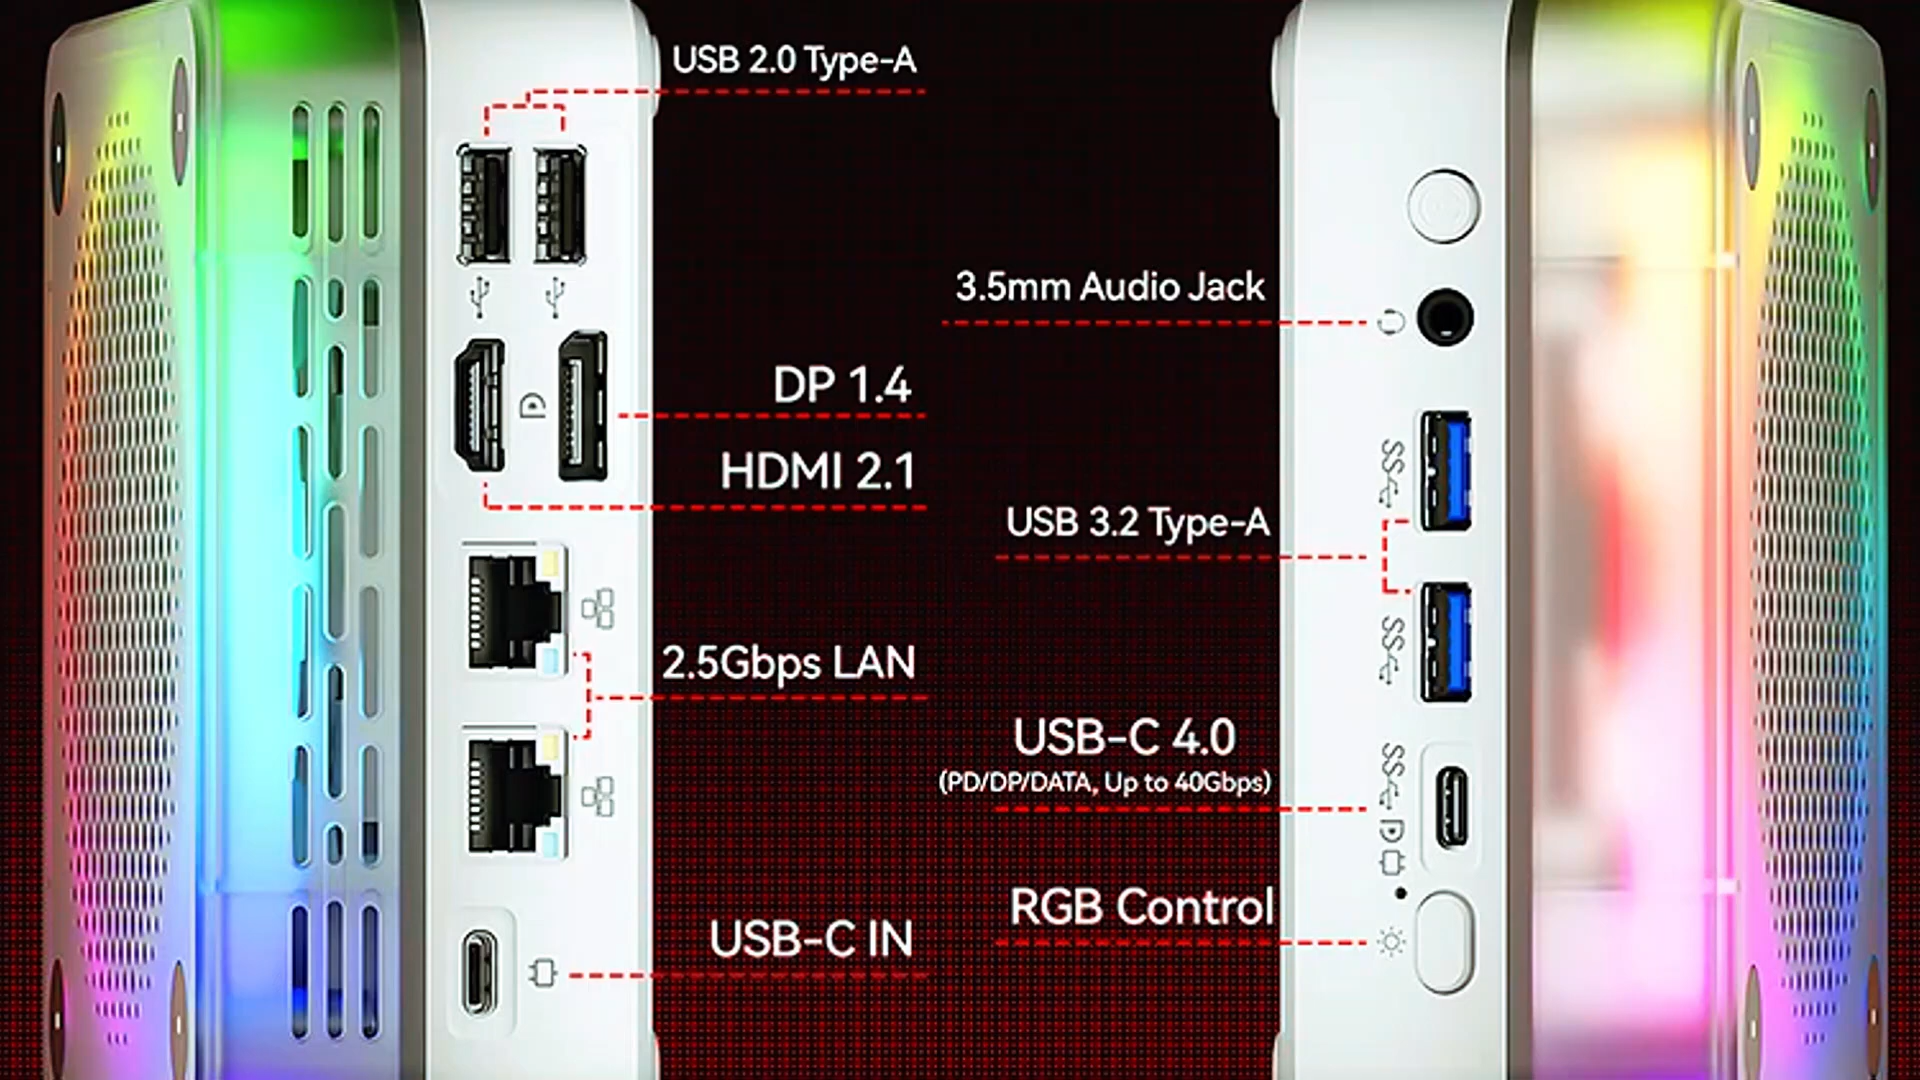 USB 2.0 Type-A
DP 1.4
HDMI 2.1
2.5Gbps LAN
USB-C IN
3.5mm Audio Jack
USB 3.2 Type-A
USB-C 4.0
(PD/DP/DATA, Up to 40Gbps)
RGB Control